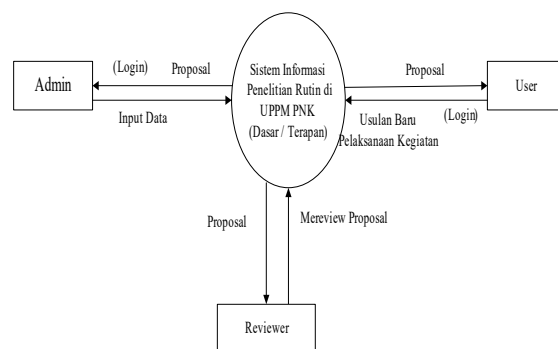 Admin
(Login) Proposal
Input Data
Sistem Informasi
Penelitian Rutin di
UPPM PNK
(Dasar / Terapan)
Proposal
User
Usulan Baru (Login)
Pelaksanaan Kegiatan
Proposal
Mereview Proposal
Reviewer